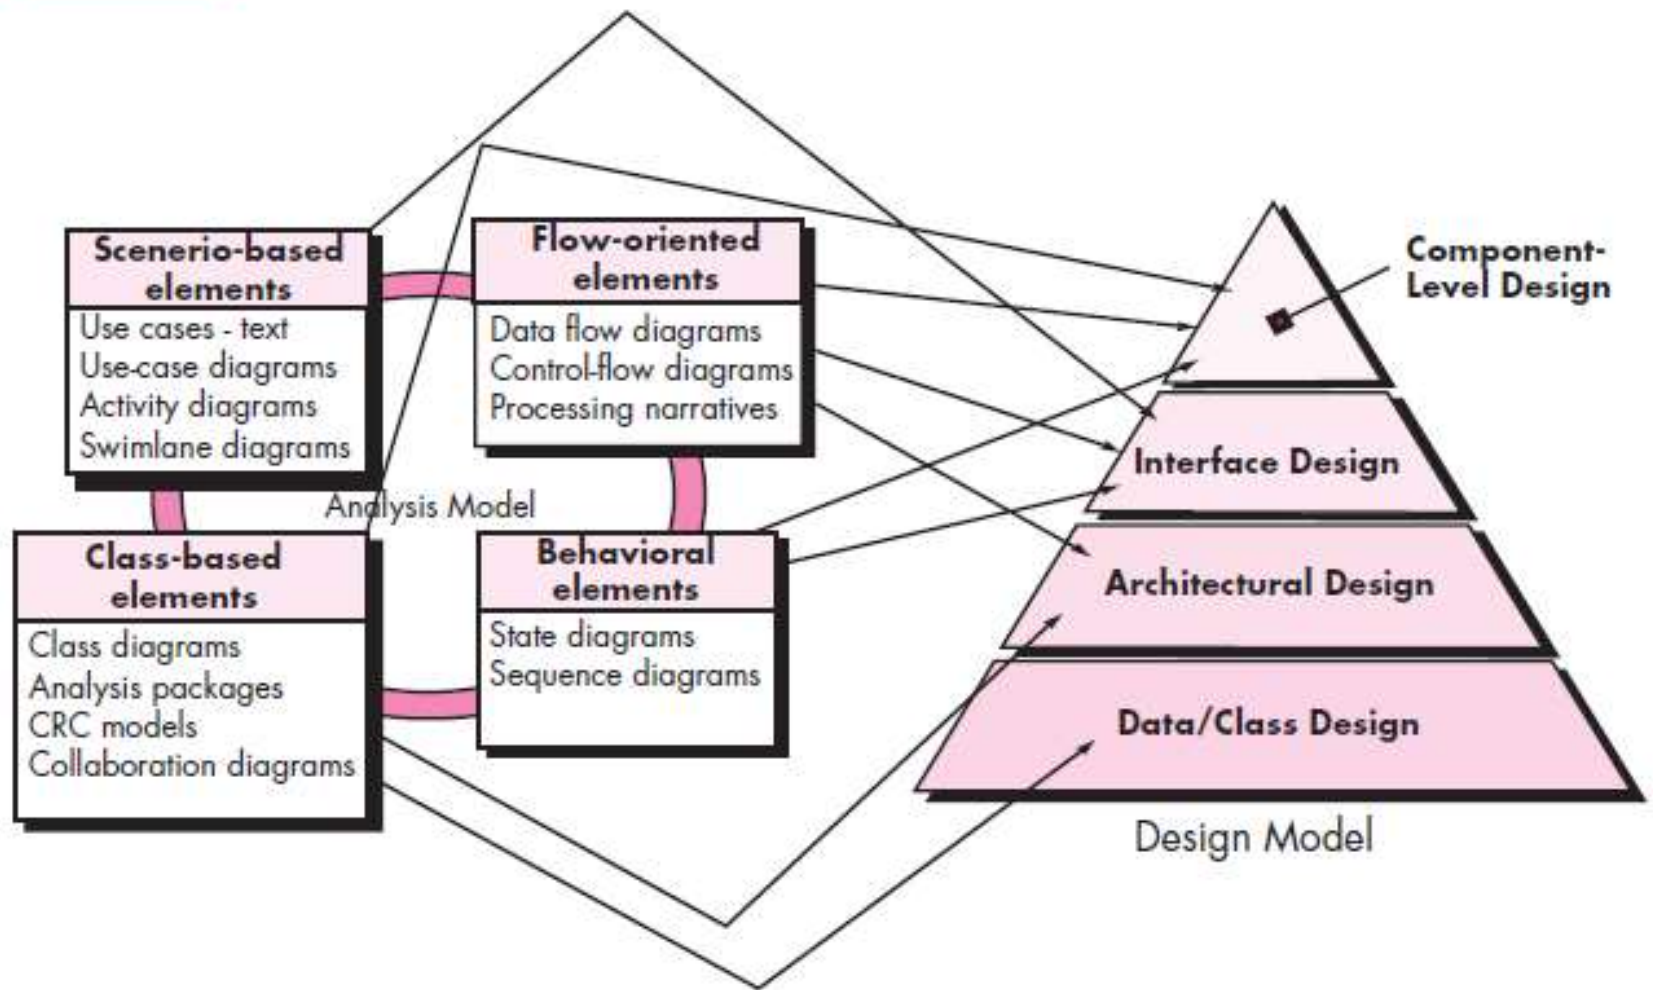 Scenerio-based
elements
Use cases - text
Use-case diagrams
Activity diagrams
Swimlane diagrams
Flow-oriented
elements
Data flow diagrams
Control-flow diagrams
Processing narratives
Analysis Model
Class-based
elements
Class diagrams
Analysis packages
CRC models
Collaboration diagrams
Behavioral
elements
State diagrams
Sequence diagrams
Component-
Level Design
Interface Design
Architectural Design
Data/Class Design
Design Model